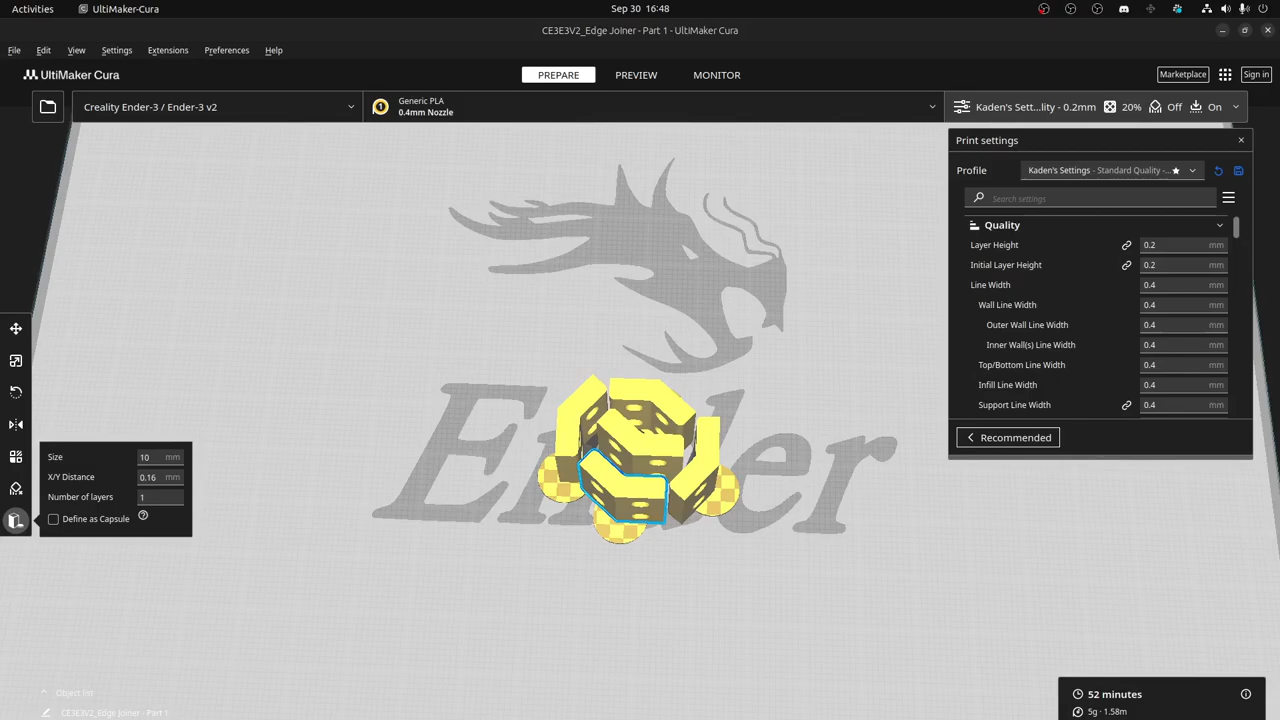 Activities
UltiMaker-Cura
Sep 30 16:48
CE3E3V2_Edge Joiner - Part 1 - UltiMaker Cura
File Edit View Settings Extensions Preferences Help
UltiMaker Cura
PREPARE
PREVIEW
MONITOR
Marketplace
Sign in
Creality Ender-3 / Ender-3 v2
1
Generic PLA
0.4mm Nozzle
Kaden's Sett...lity - 0.2mm
20%
Off
On
Print settings
Profile
Kaden's Settings - Standard Quality -...
Search settings
Quality
Layer Height 0.2 mm
Initial Layer Height 0.2 mm
Line Width 0.4 mm
Wall Line Width 0.4 mm
Outer Wall Line Width 0.4 mm
Inner Wall(s) Line Width 0.4 mm
Top/Bottom Line Width 0.4 mm
Infill Line Width 0.4 mm
Support Line Width 0.4 mm
Recommended
Ender
Size 10 mm
X/Y Distance 0.16 mm
Number of layers 1
Define as Capsule
Object list
CE3E3V2_Edge Joiner - Part 1
52 minutes
5g · 1.58m